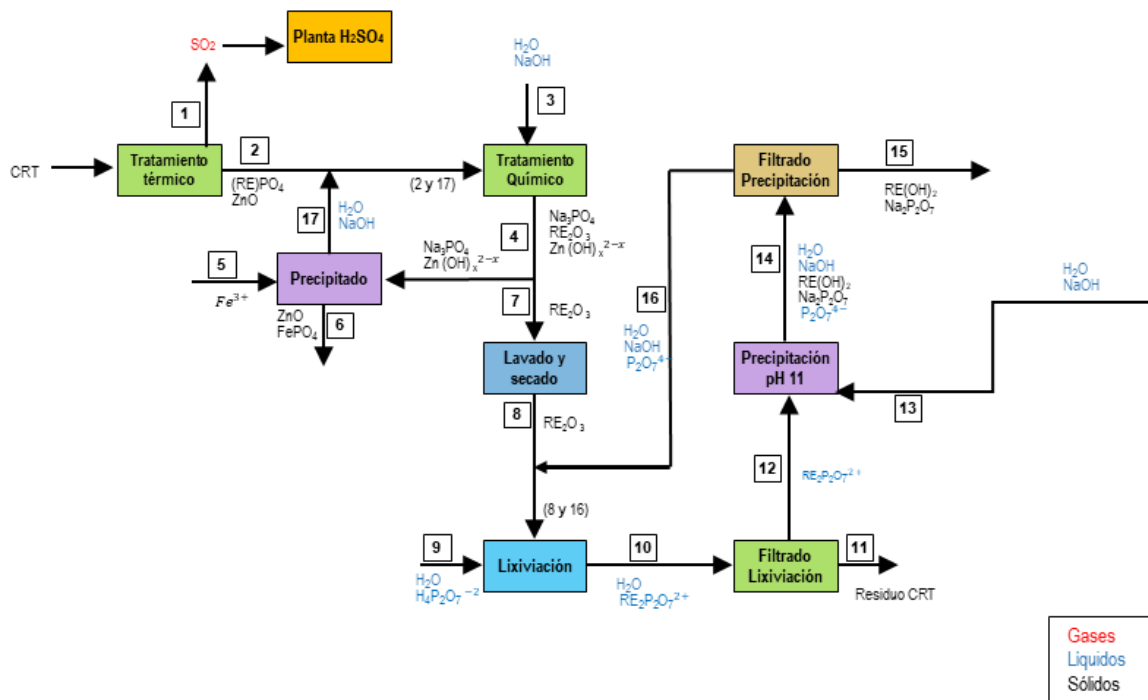 SO₂
Planta H₂SO₄
H₂O
NaOH
1
3
CRT
Tratamiento
térmico
2
(RE)PO₄
ZnO
(2 y 17)
Tratamiento
Químico
Filtrado
Precipitación
15
RE(OH)₂
Na₂P₂O₇
17
H₂O
NaOH
4
Na₃PO₄
RE₂O₃
Zn (OH)ₓ²⁻ˣ
Na₃PO₄
Zn (OH)ₓ²⁻ˣ
5
Fe³⁺
Precipitado
ZnO
FePO₄
6
7
RE₂O₃
16
H₂O
NaOH
P₂O₇⁴⁻
14
H₂O
NaOH
RE(OH)₂
Na₂P₂O₇
P₂O₇⁴⁻
H₂O
NaOH
Lavado y
secado
Precipitación
pH 11
13
8
RE₂O₃
12
RE₂P₂O₇²⁺
(8 y 16)
9
H₂O
H₄P₂O₇⁻²
Lixiviación
10
H₂O
RE₂P₂O₇²⁺
Filtrado
Lixiviación
11
Residuo CRT
Gases
Líquidos
Sólidos